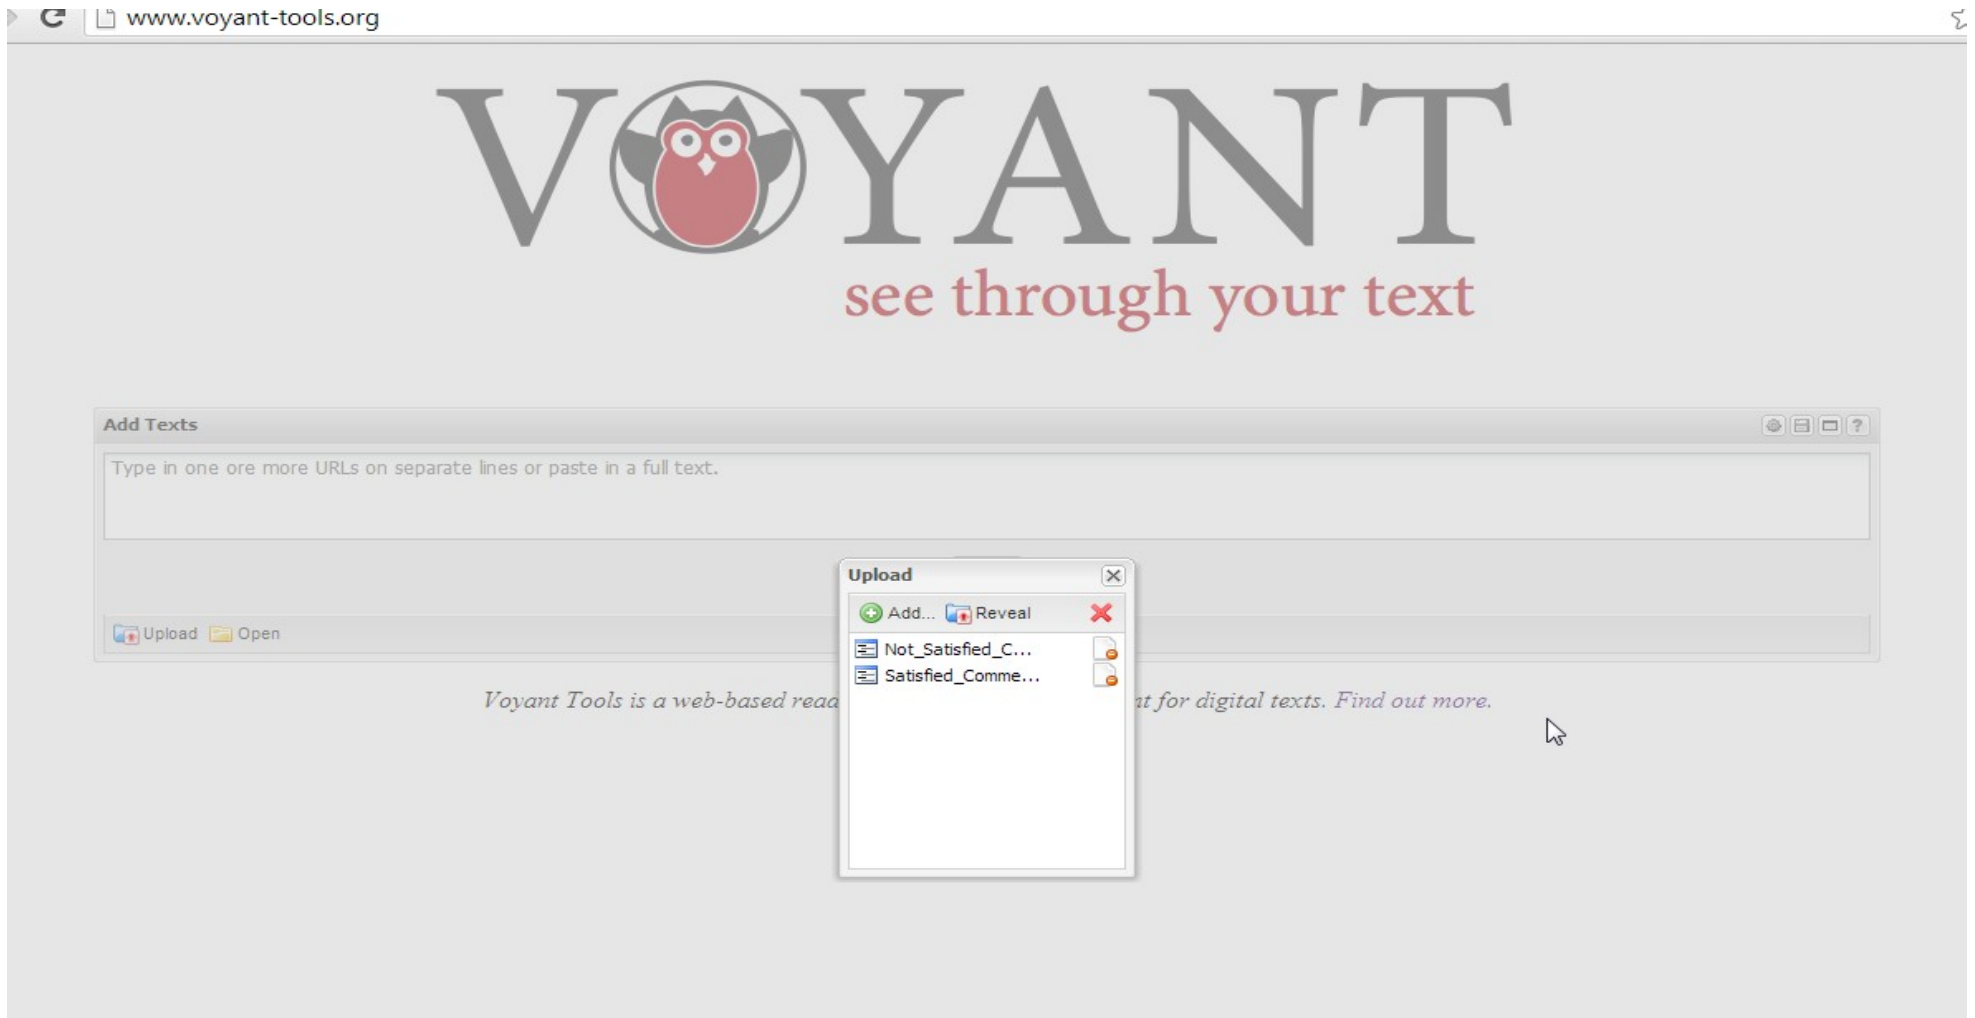 www.voyant-tools.org
VOYANT
see through your text
Add Texts
Type in one ore more URLs on separate lines or paste in a full text.
Upload
Add... Reveal
Not_Satisfied_C...
Satisfied_Comme...
Upload Open
Voyant Tools is a web-based for digital texts. Find out more.